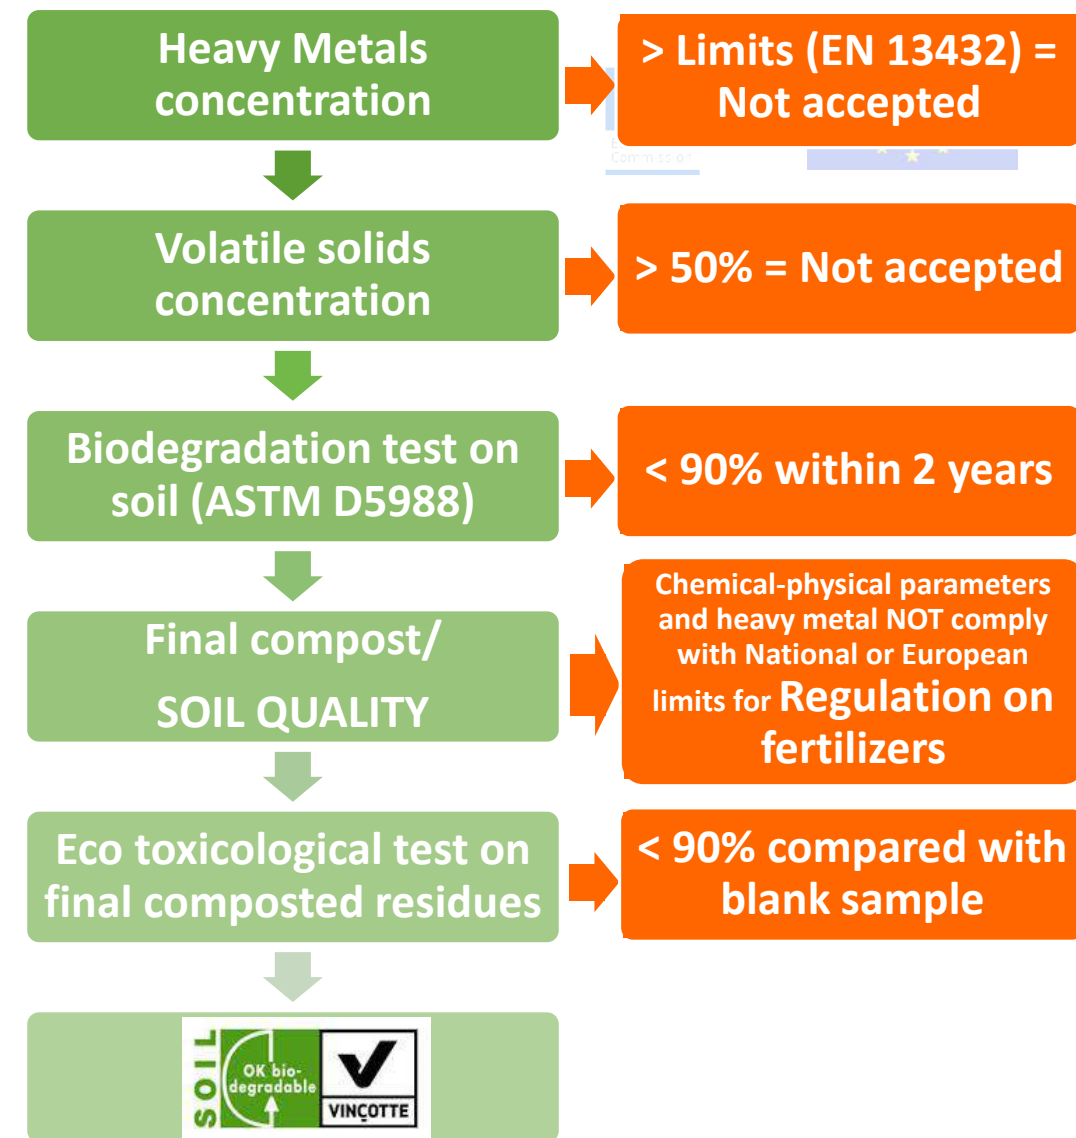 Heavy Metals
concentration
> Limits (EN 13432) =
Not accepted
Commission
Volatile solids
concentration
> 50% = Not accepted
Biodegradation test on
soil (ASTM D5988)
< 90% within 2 years
Final compost/
SOIL QUALITY
Chemical-physical parameters
and heavy metal NOT comply
with National or European
limits for Regulation on
fertilizers
Eco toxicological test on
final composted residues
< 90% compared with
blank sample
SOIL
OK bio-
degradable
VINÇOTTE